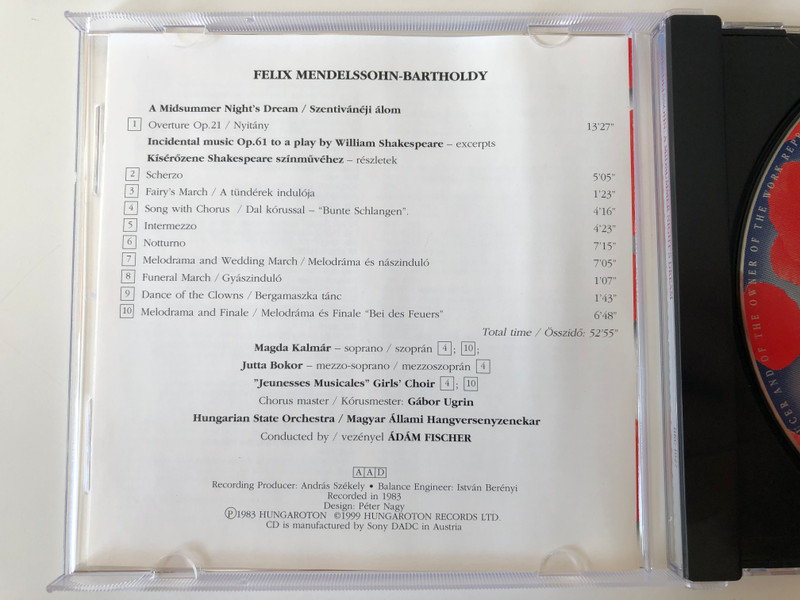 FELIX MENDELSSOHN-BARTHOLDY
A Midsummer Night's Dream / Szentivánéji álom
1 Overture Op.21 / Nyitány 13'27"
Incidental music Op.61 to a play by William Shakespeare – excerpts
Kísérőzene Shakespeare színművéhez – részletek
2 Scherzo 5'05"
3 Fairy's March / A tündérek indulója 1'23"
4 Song with Chorus / Dal kórussal – "Bunte Schlangen". 4'16"
5 Intermezzo 4'23"
6 Notturno 7'15"
7 Melodrama and Wedding March / Melodráma és nászinduló 7'05"
8 Funeral March / Gyászinduló 1'07"
9 Dance of the Clowns / Bergamaszka tánc 1'43"
10 Melodrama and Finale / Melodráma és Finale "Bei des Feuers" 6'48"
Total time / Összidő: 52'55"
Magda Kalmár – soprano / szoprán 4; 10;
Jutta Bokor – mezzo-soprano / mezzoszoprán 4
"Jeunesses Musicales" Girls' Choir 4; 10
Chorus master / Kórusmester: Gábor Ugrin
Hungarian State Orchestra / Magyar Állami Hangversenyzenekar
Conducted by / vezényel ÁDÁM FISCHER
AAD
Recording Producer: András Székely • Balance Engineer: István Berényi
Recorded in 1983
Design: Péter Nagy
Ⓟ1983 HUNGAROTON ©1999 HUNGAROTON RECORDS LTD.
CD is manufactured by Sony DADC in Austria
AND OF THE OWNER OF THE WORK